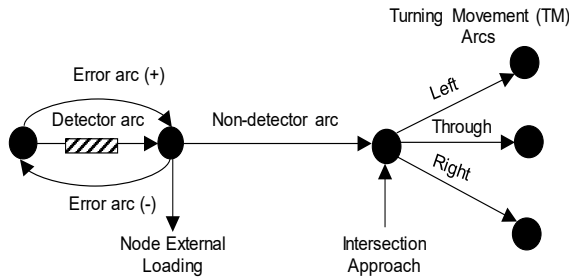 Turning Movement (TM)
Arcs
Error arc (+)
Left
Detector arc
Non-detector arc
Through
Right
Error arc (-)
Node External
Loading
Intersection
Approach